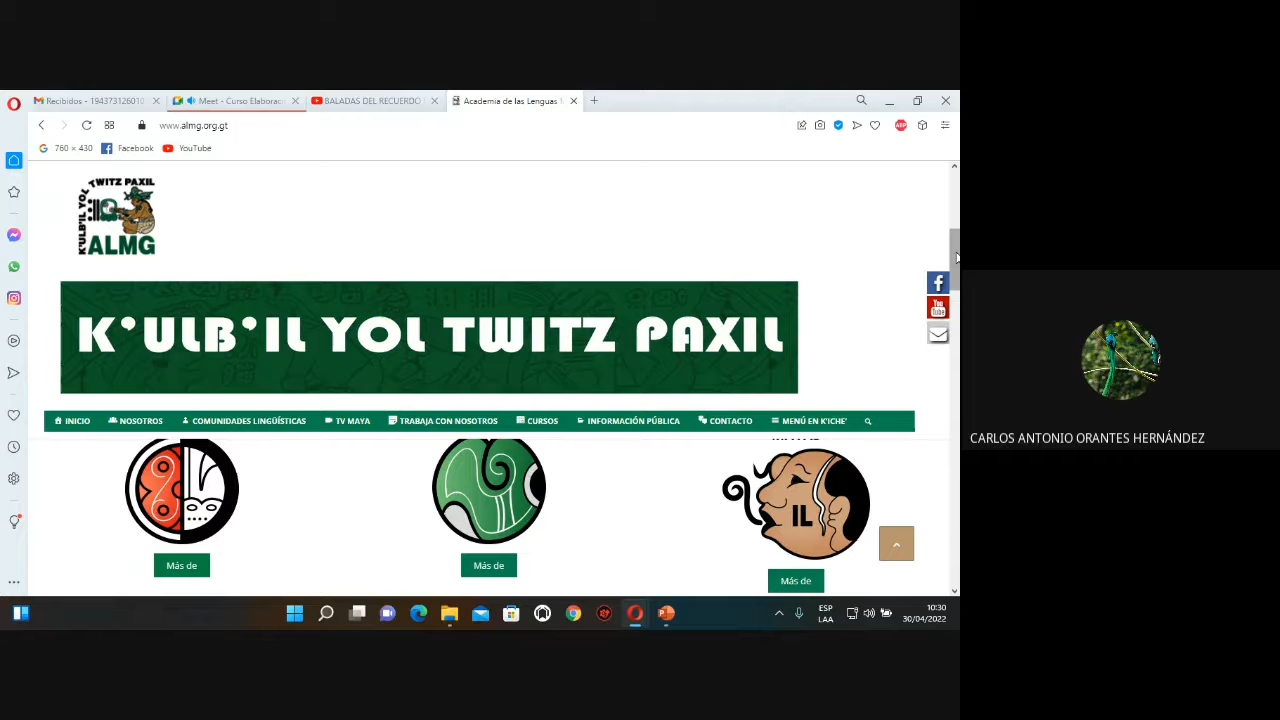 Recibidos - 194373126010
Meet - Curso Elaborac
BALADAS DEL RECUERDO
Academia de las Lenguas
www.almg.org.gt
ABP
760 × 430
Facebook
YouTube
K'ULB'IL YOL TWITZ PAXIL
ALMG
K'ULB'IL YOL TWITZ PAXIL
f
You Tube
INICIO NOSOTROS COMUNIDADES LINGÜÍSTICAS TV MAYA TRABAJA CON NOSOTROS CURSOS INFORMACIÓN PÚBLICA CONTACTO MENÚ EN K'ICHE'
IL
Más de
Más de
Más de
CARLOS ANTONIO ORANTES HERNÁNDEZ
ESP
LAA
10:30
30/04/2022